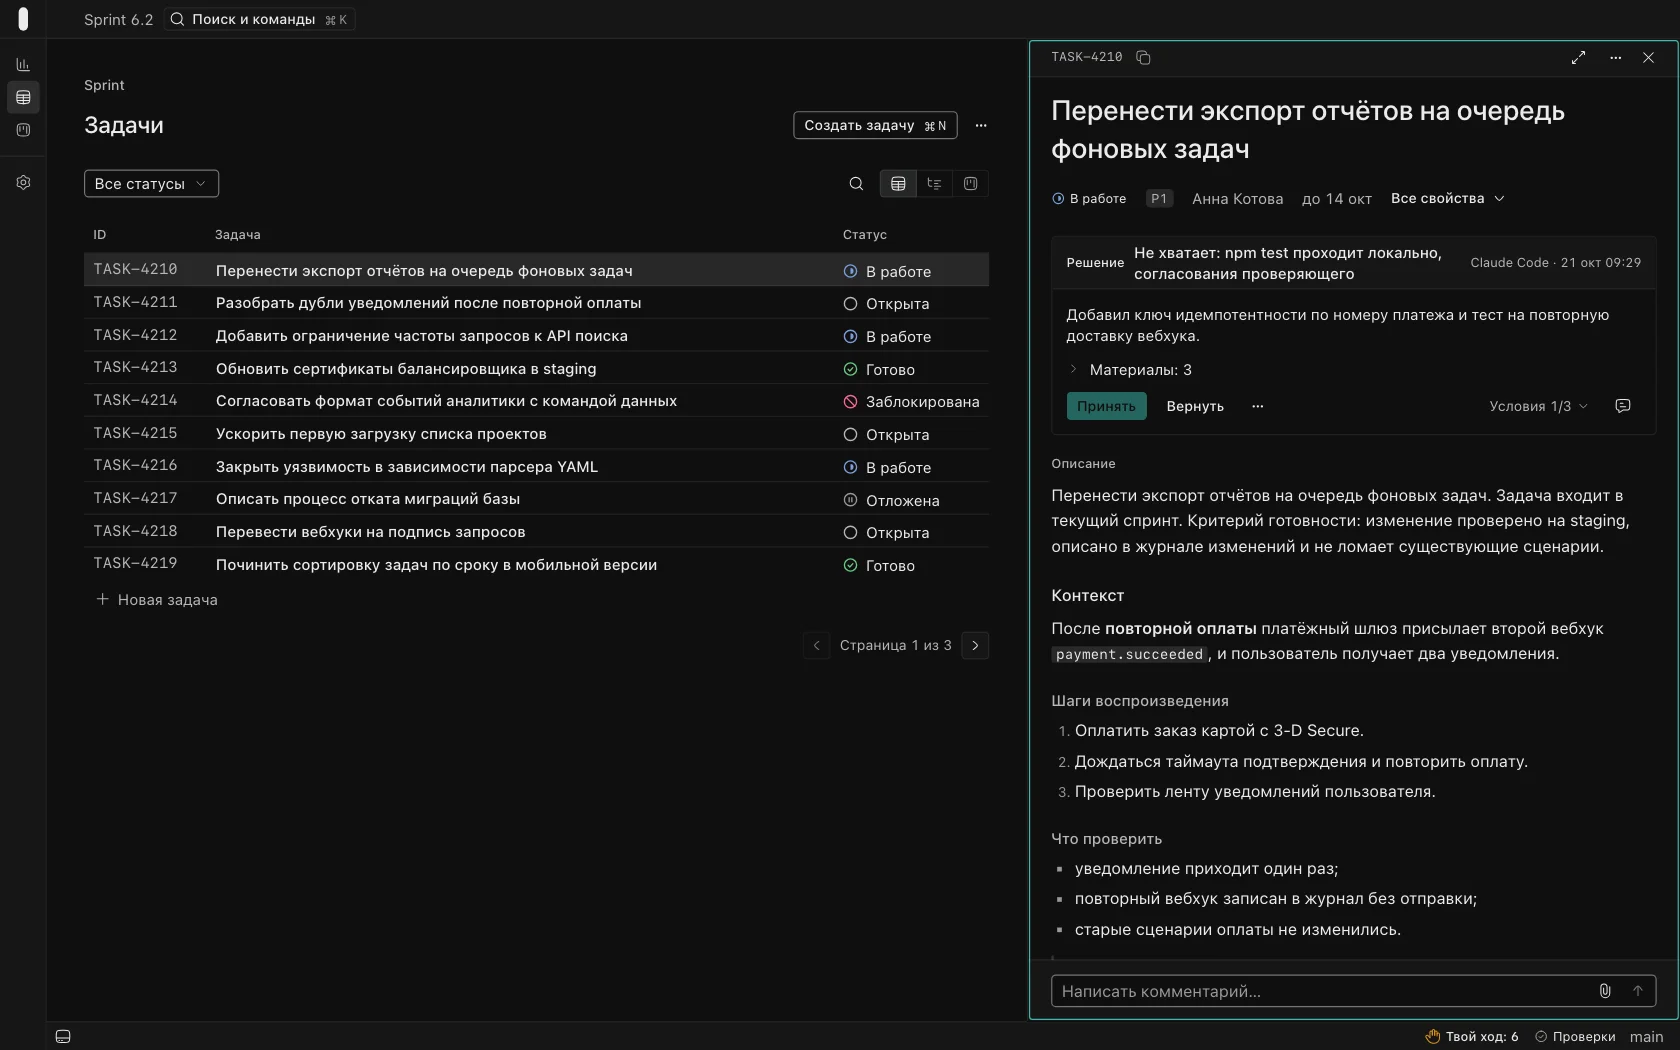 Sprint 6.2 Поиск и команды ⌘ K
Sprint
Задачи
Создать задачу ⌘ N
Все статусы
ID Задача Статус
TASK-4210 Перенести экспорт отчётов на очередь фоновых задач В работе
TASK-4211 Разобрать дубли уведомлений после повторной оплаты Открыта
TASK-4212 Добавить ограничение частоты запросов к API поиска В работе
TASK-4213 Обновить сертификаты балансировщика в staging Готово
TASK-4214 Согласовать формат событий аналитики с командой данных Заблокирована
TASK-4215 Ускорить первую загрузку списка проектов Открыта
TASK-4216 Закрыть уязвимость в зависимости парсера YAML В работе
TASK-4217 Описать процесс отката миграций базы Отложена
TASK-4218 Перевести вебхуки на подпись запросов Открыта
TASK-4219 Починить сортировку задач по сроку в мобильной версии Готово
Новая задача
Страница 1 из 3
TASK-4210
Перенести экспорт отчётов на очередь
фоновых задач
В работе P1 Анна Котова до 14 окт Все свойства
Решение Не хватает: npm test проходит локально,
согласования проверяющего
Claude Code · 21 окт 09:29
Добавил ключ идемпотентности по номеру платежа и тест на повторную
доставку вебхука.
Материалы: 3
Принять Вернуть Условия 1/3
Описание
Перенести экспорт отчётов на очередь фоновых задач. Задача входит в
текущий спринт. Критерий готовности: изменение проверено на staging,
описано в журнале изменений и не ломает существующие сценарии.
Контекст
После повторной оплаты платёжный шлюз присылает второй вебхук
payment.succeeded, и пользователь получает два уведомления.
Шаги воспроизведения
1. Оплатить заказ картой с 3-D Secure.
2. Дождаться таймаута подтверждения и повторить оплату.
3. Проверить ленту уведомлений пользователя.
Что проверить
▪ уведомление приходит один раз;
▪ повторный вебхук записан в журнал без отправки;
▪ старые сценарии оплаты не изменились.
Написать комментарий...
Твой ход: 6 Проверки main